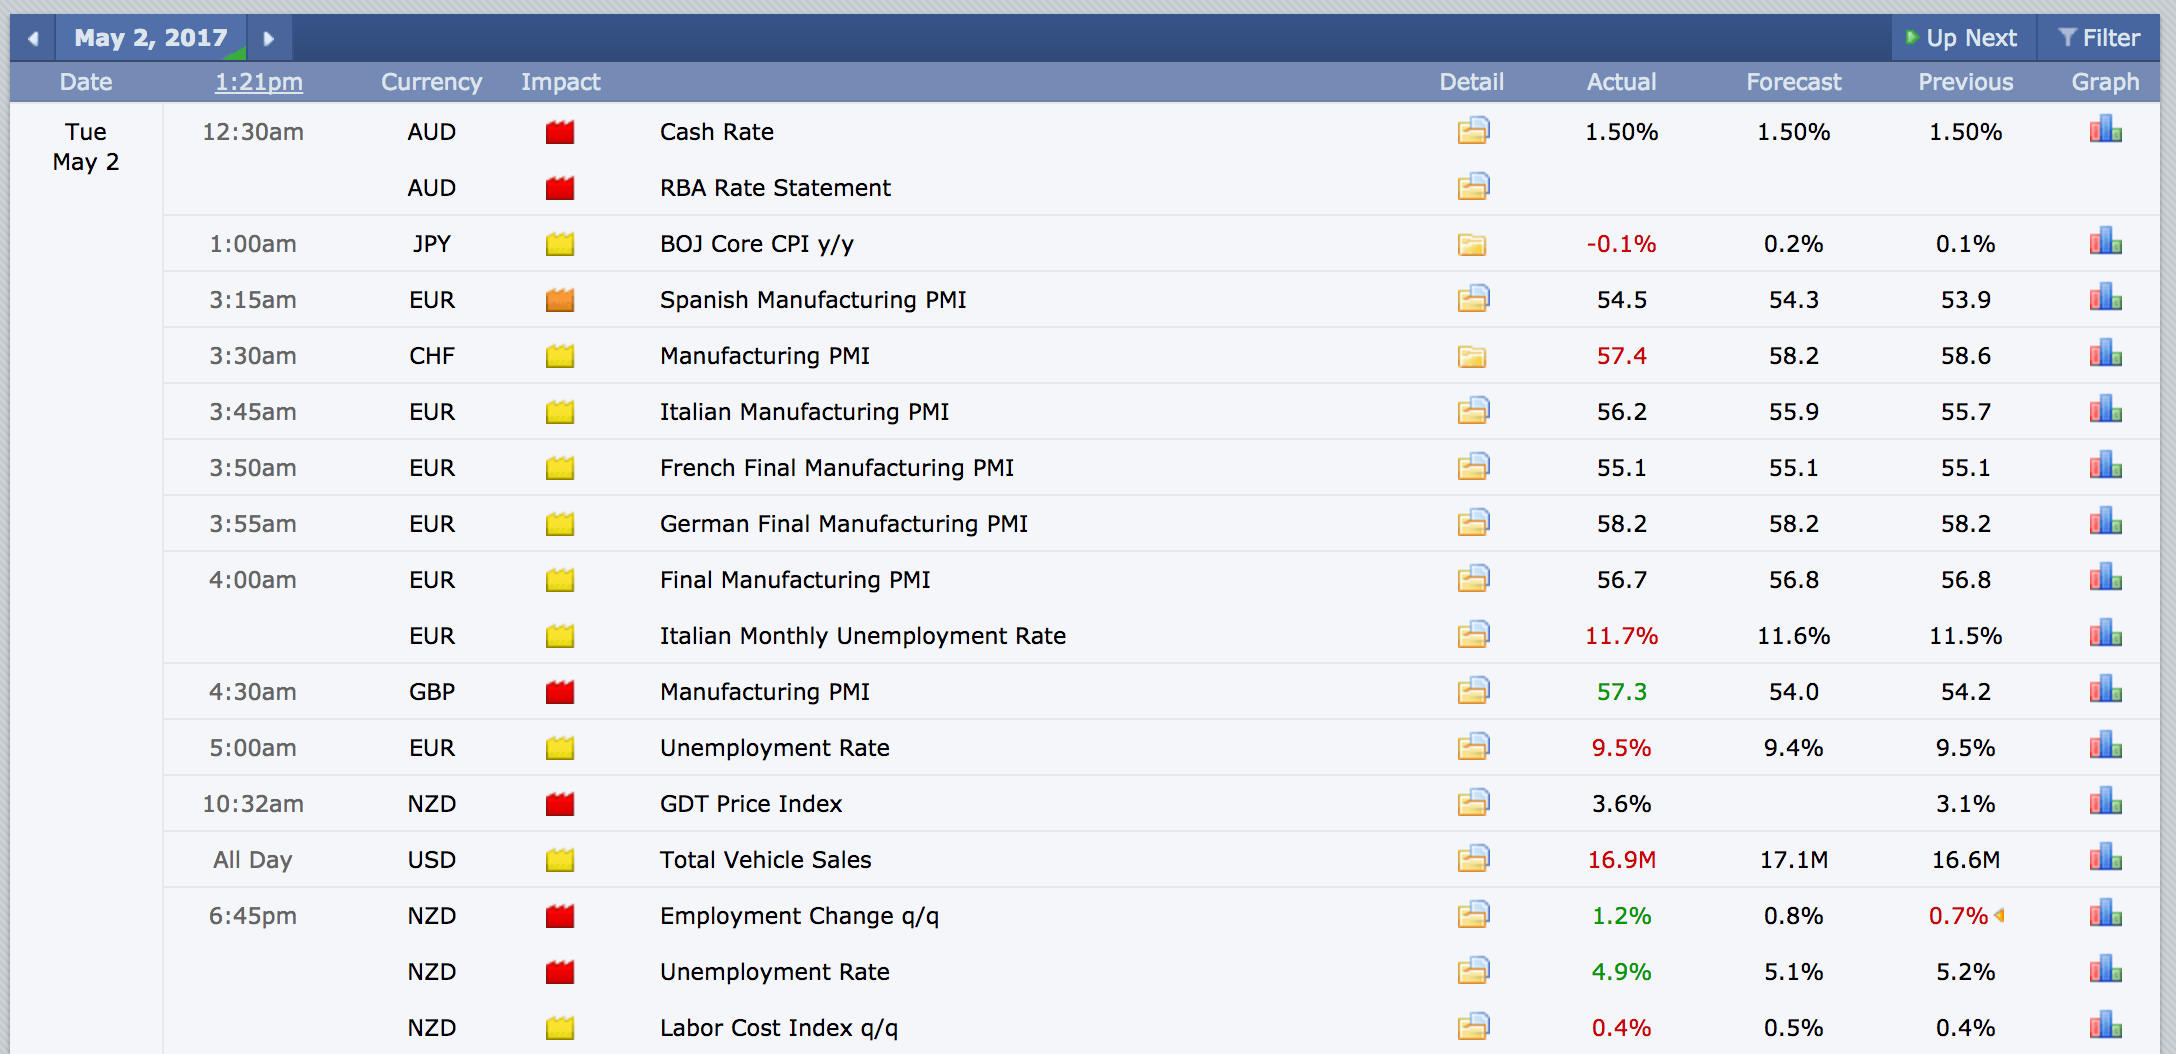 May 2, 2017 Up Next Filter
Date 1:21pm Currency Impact Detail Actual Forecast Previous Graph
Tue 12:30am AUD Cash Rate 1.50% 1.50% 1.50%
May 2
AUD RBA Rate Statement
1:00am JPY BOJ Core CPI y/y -0.1% 0.2% 0.1%
3:15am EUR Spanish Manufacturing PMI 54.5 54.3 53.9
3:30am CHF Manufacturing PMI 57.4 58.2 58.6
3:45am EUR Italian Manufacturing PMI 56.2 55.9 55.7
3:50am EUR French Final Manufacturing PMI 55.1 55.1 55.1
3:55am EUR German Final Manufacturing PMI 58.2 58.2 58.2
4:00am EUR Final Manufacturing PMI 56.7 56.8 56.8
EUR Italian Monthly Unemployment Rate 11.7% 11.6% 11.5%
4:30am GBP Manufacturing PMI 57.3 54.0 54.2
5:00am EUR Unemployment Rate 9.5% 9.4% 9.5%
10:32am NZD GDT Price Index 3.6% 3.1%
All Day USD Total Vehicle Sales 16.9M 17.1M 16.6M
6:45pm NZD Employment Change q/q 1.2% 0.8% 0.7%
NZD Unemployment Rate 4.9% 5.1% 5.2%
NZD Labor Cost Index q/q 0.4% 0.5% 0.4%